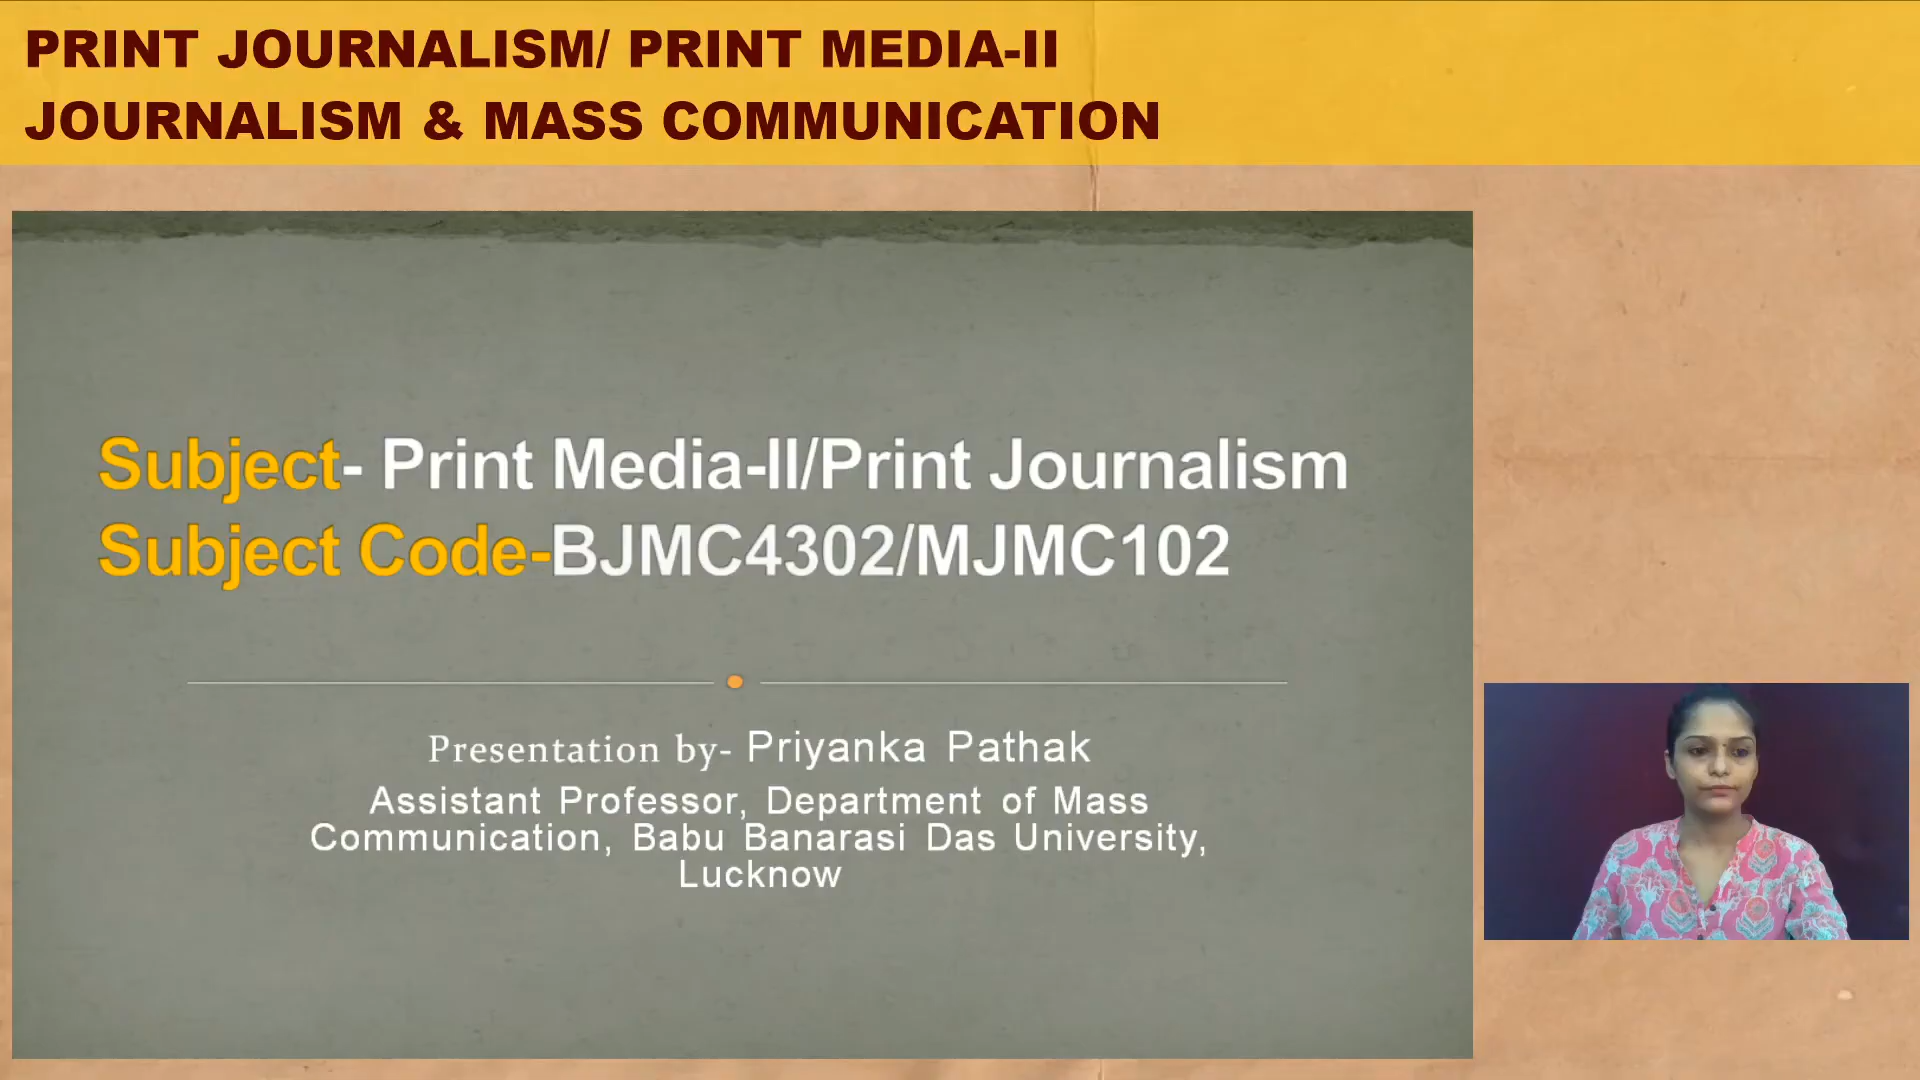 PRINT JOURNALISM/ PRINT MEDIA-II
JOURNALISM & MASS COMMUNICATION
Subject- Print Media-II/Print Journalism
Subject Code-BJMC4302/MJMC102
Presentation by- Priyanka Pathak
Assistant Professor, Department of Mass
Communication, Babu Banarasi Das University,
Lucknow